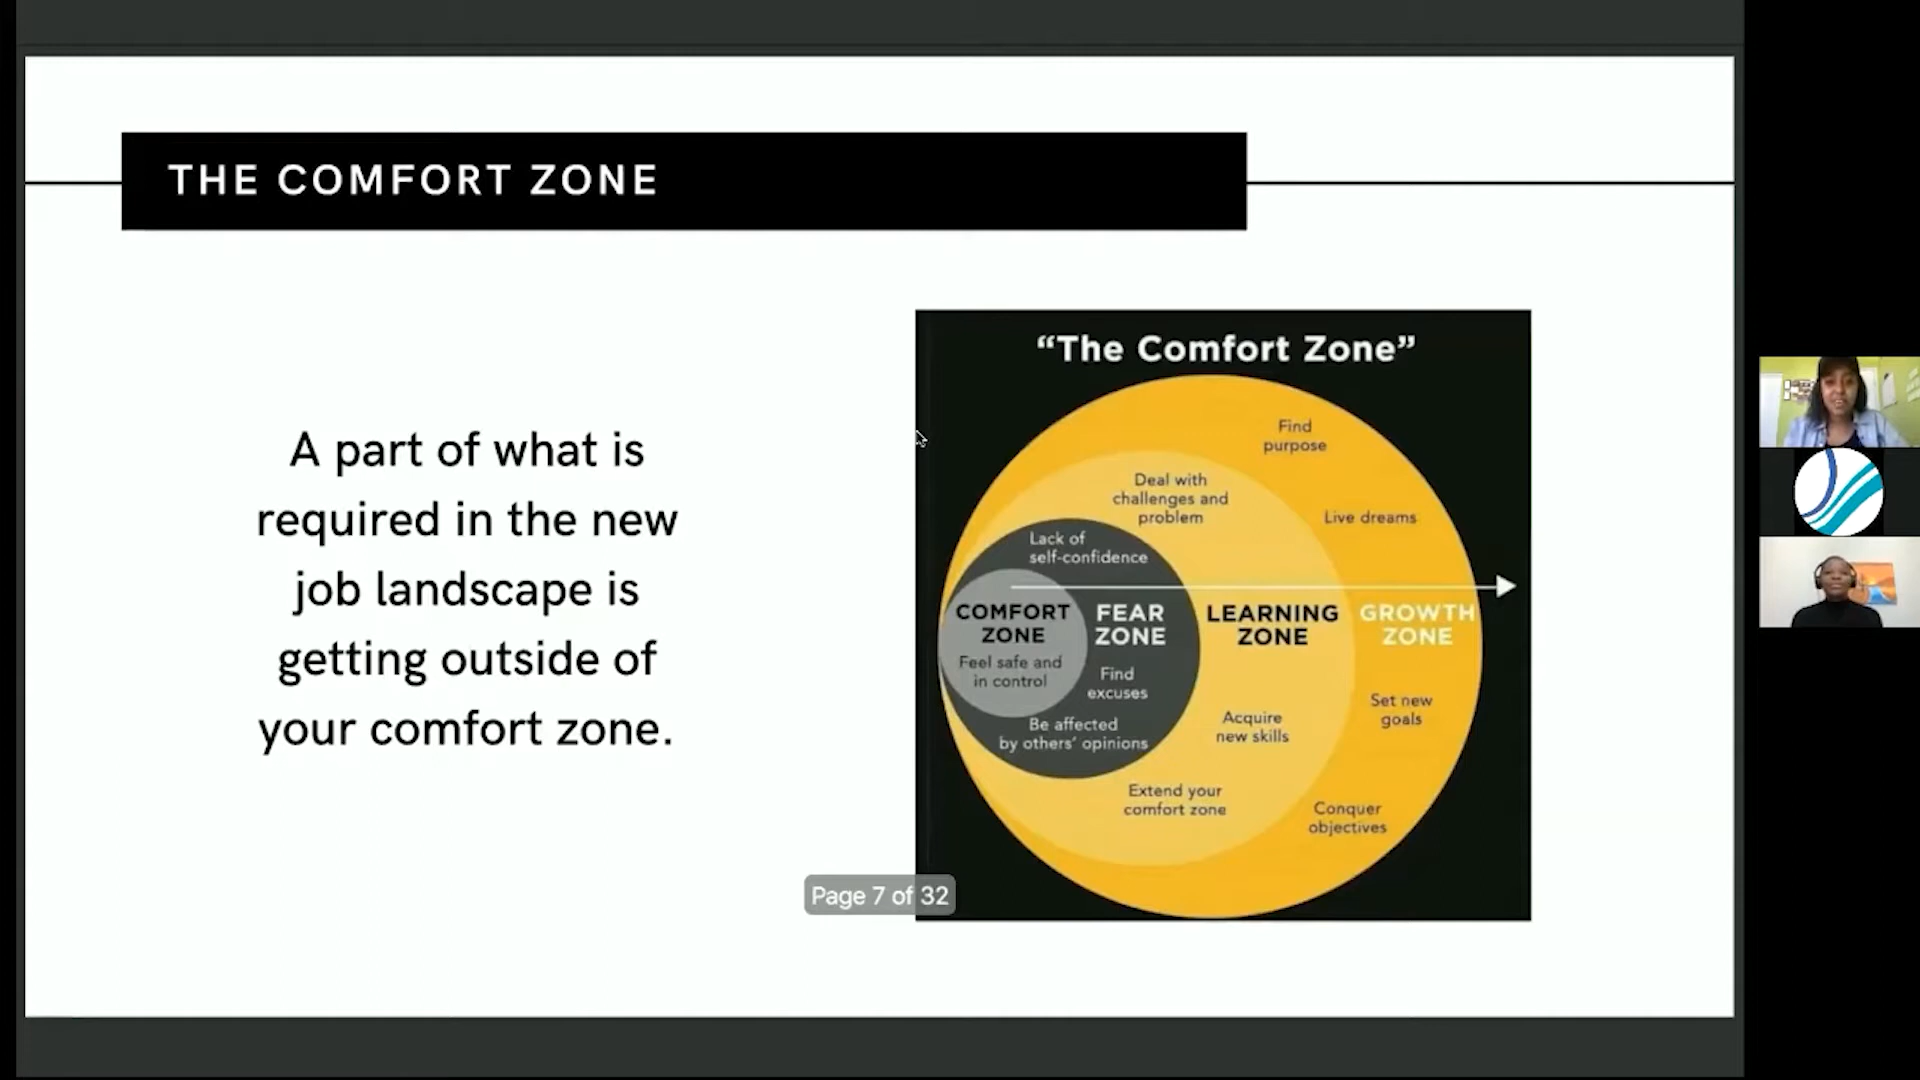 THE COMFORT ZONE
A part of what is
required in the new
job landscape is
getting outside of
your comfort zone.
“The Comfort Zone”
Find
purpose
Deal with
challenges and
problem
Live dreams
Lack of
self-confidence
COMFORT
ZONE
Feel safe and
in control
FEAR
ZONE
Find
excuses
Be affected
by others’ opinions
LEARNING
ZONE
Acquire
new skills
Extend your
comfort zone
GROWTH
ZONE
Set new
goals
Conquer
objectives
Page 7 of 32